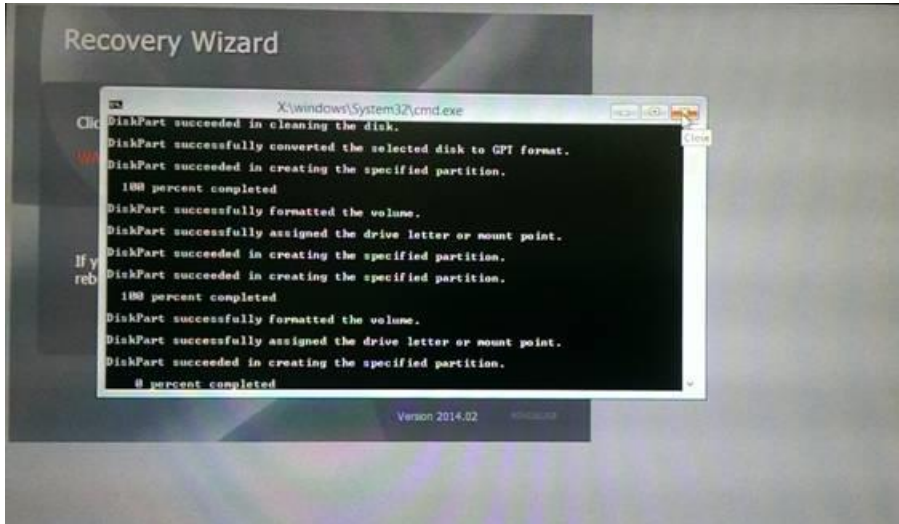 Recovery Wizard
X:\windows\System32\cmd.exe
Close
Clic
WA
If y
reb
DiskPart succeeded in cleaning the disk.
DiskPart successfully converted the selected disk to GPT format.
DiskPart succeeded in creating the specified partition.
100 percent completed
DiskPart successfully formatted the volume.
DiskPart successfully assigned the drive letter or mount point.
DiskPart succeeded in creating the specified partition.
DiskPart succeeded in creating the specified partition.
100 percent completed
DiskPart successfully formatted the volume.
DiskPart successfully assigned the drive letter or mount point.
DiskPart succeeded in creating the specified partition.
0 percent completed
Version 2014.02